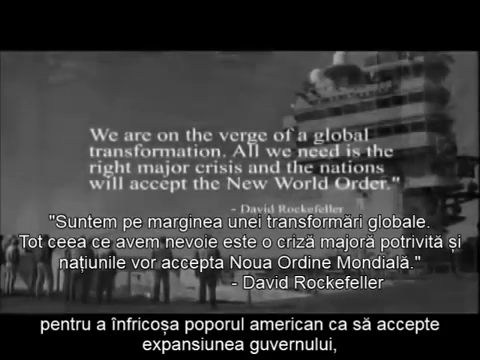 We are on the verge of a global
transformation. All we need is the
right major crisis and the nations
will accept the New World Order."
- David Rockefeller
"Suntem pe marginea unei transformări globale.
Tot ceea ce avem nevoie este o criză majoră potrivită și
națiunile vor accepta Noua Ordine Mondială."
- David Rockefeller
pentru a înfricoșa poporul american ca să accepte
expansiunea guvernului,